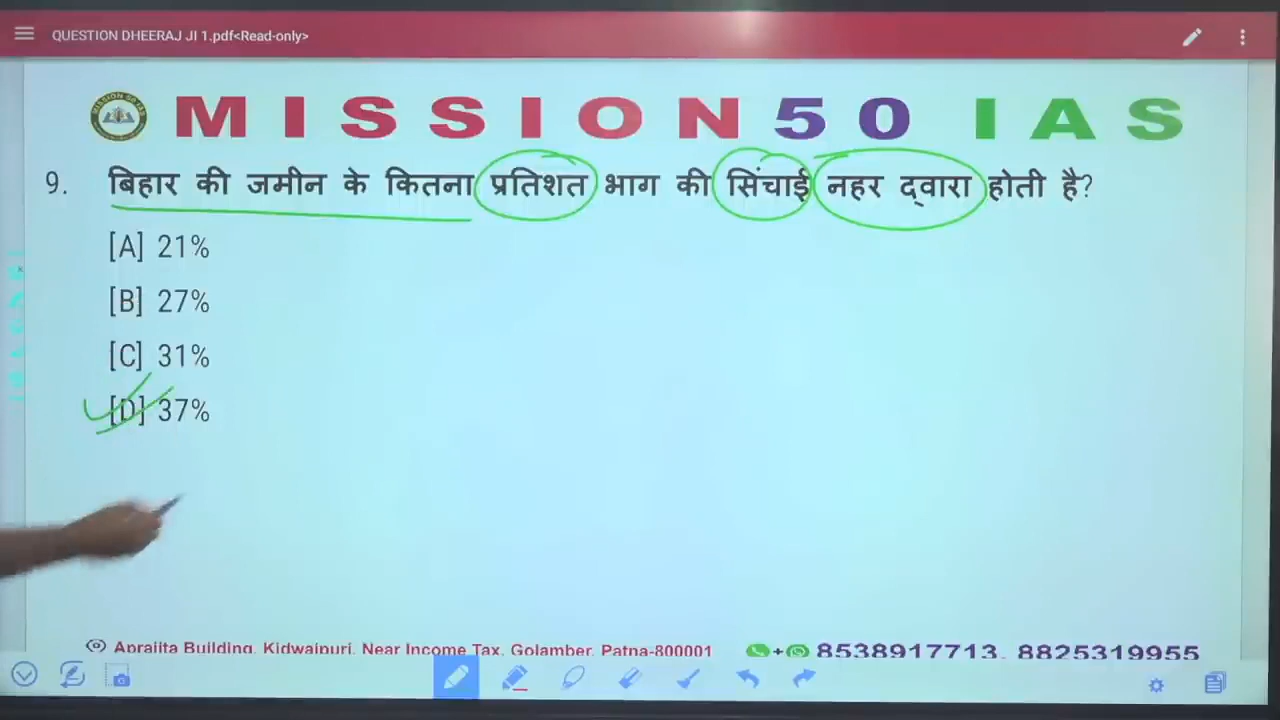 QUESTION DHEERAJ JI 1.pdf<Read-only>
MISSION 50 IAS
9. बिहार की जमीन के कितना प्रतिशत भाग की सिंचाई नहर द्वारा होती है?
[A] 21%
[B] 27%
[C] 31%
[D] 37%
Aprajita Building, Kidwaipuri, Near Income Tax, Golamber, Patna-800001 + 8538917713, 8825319955